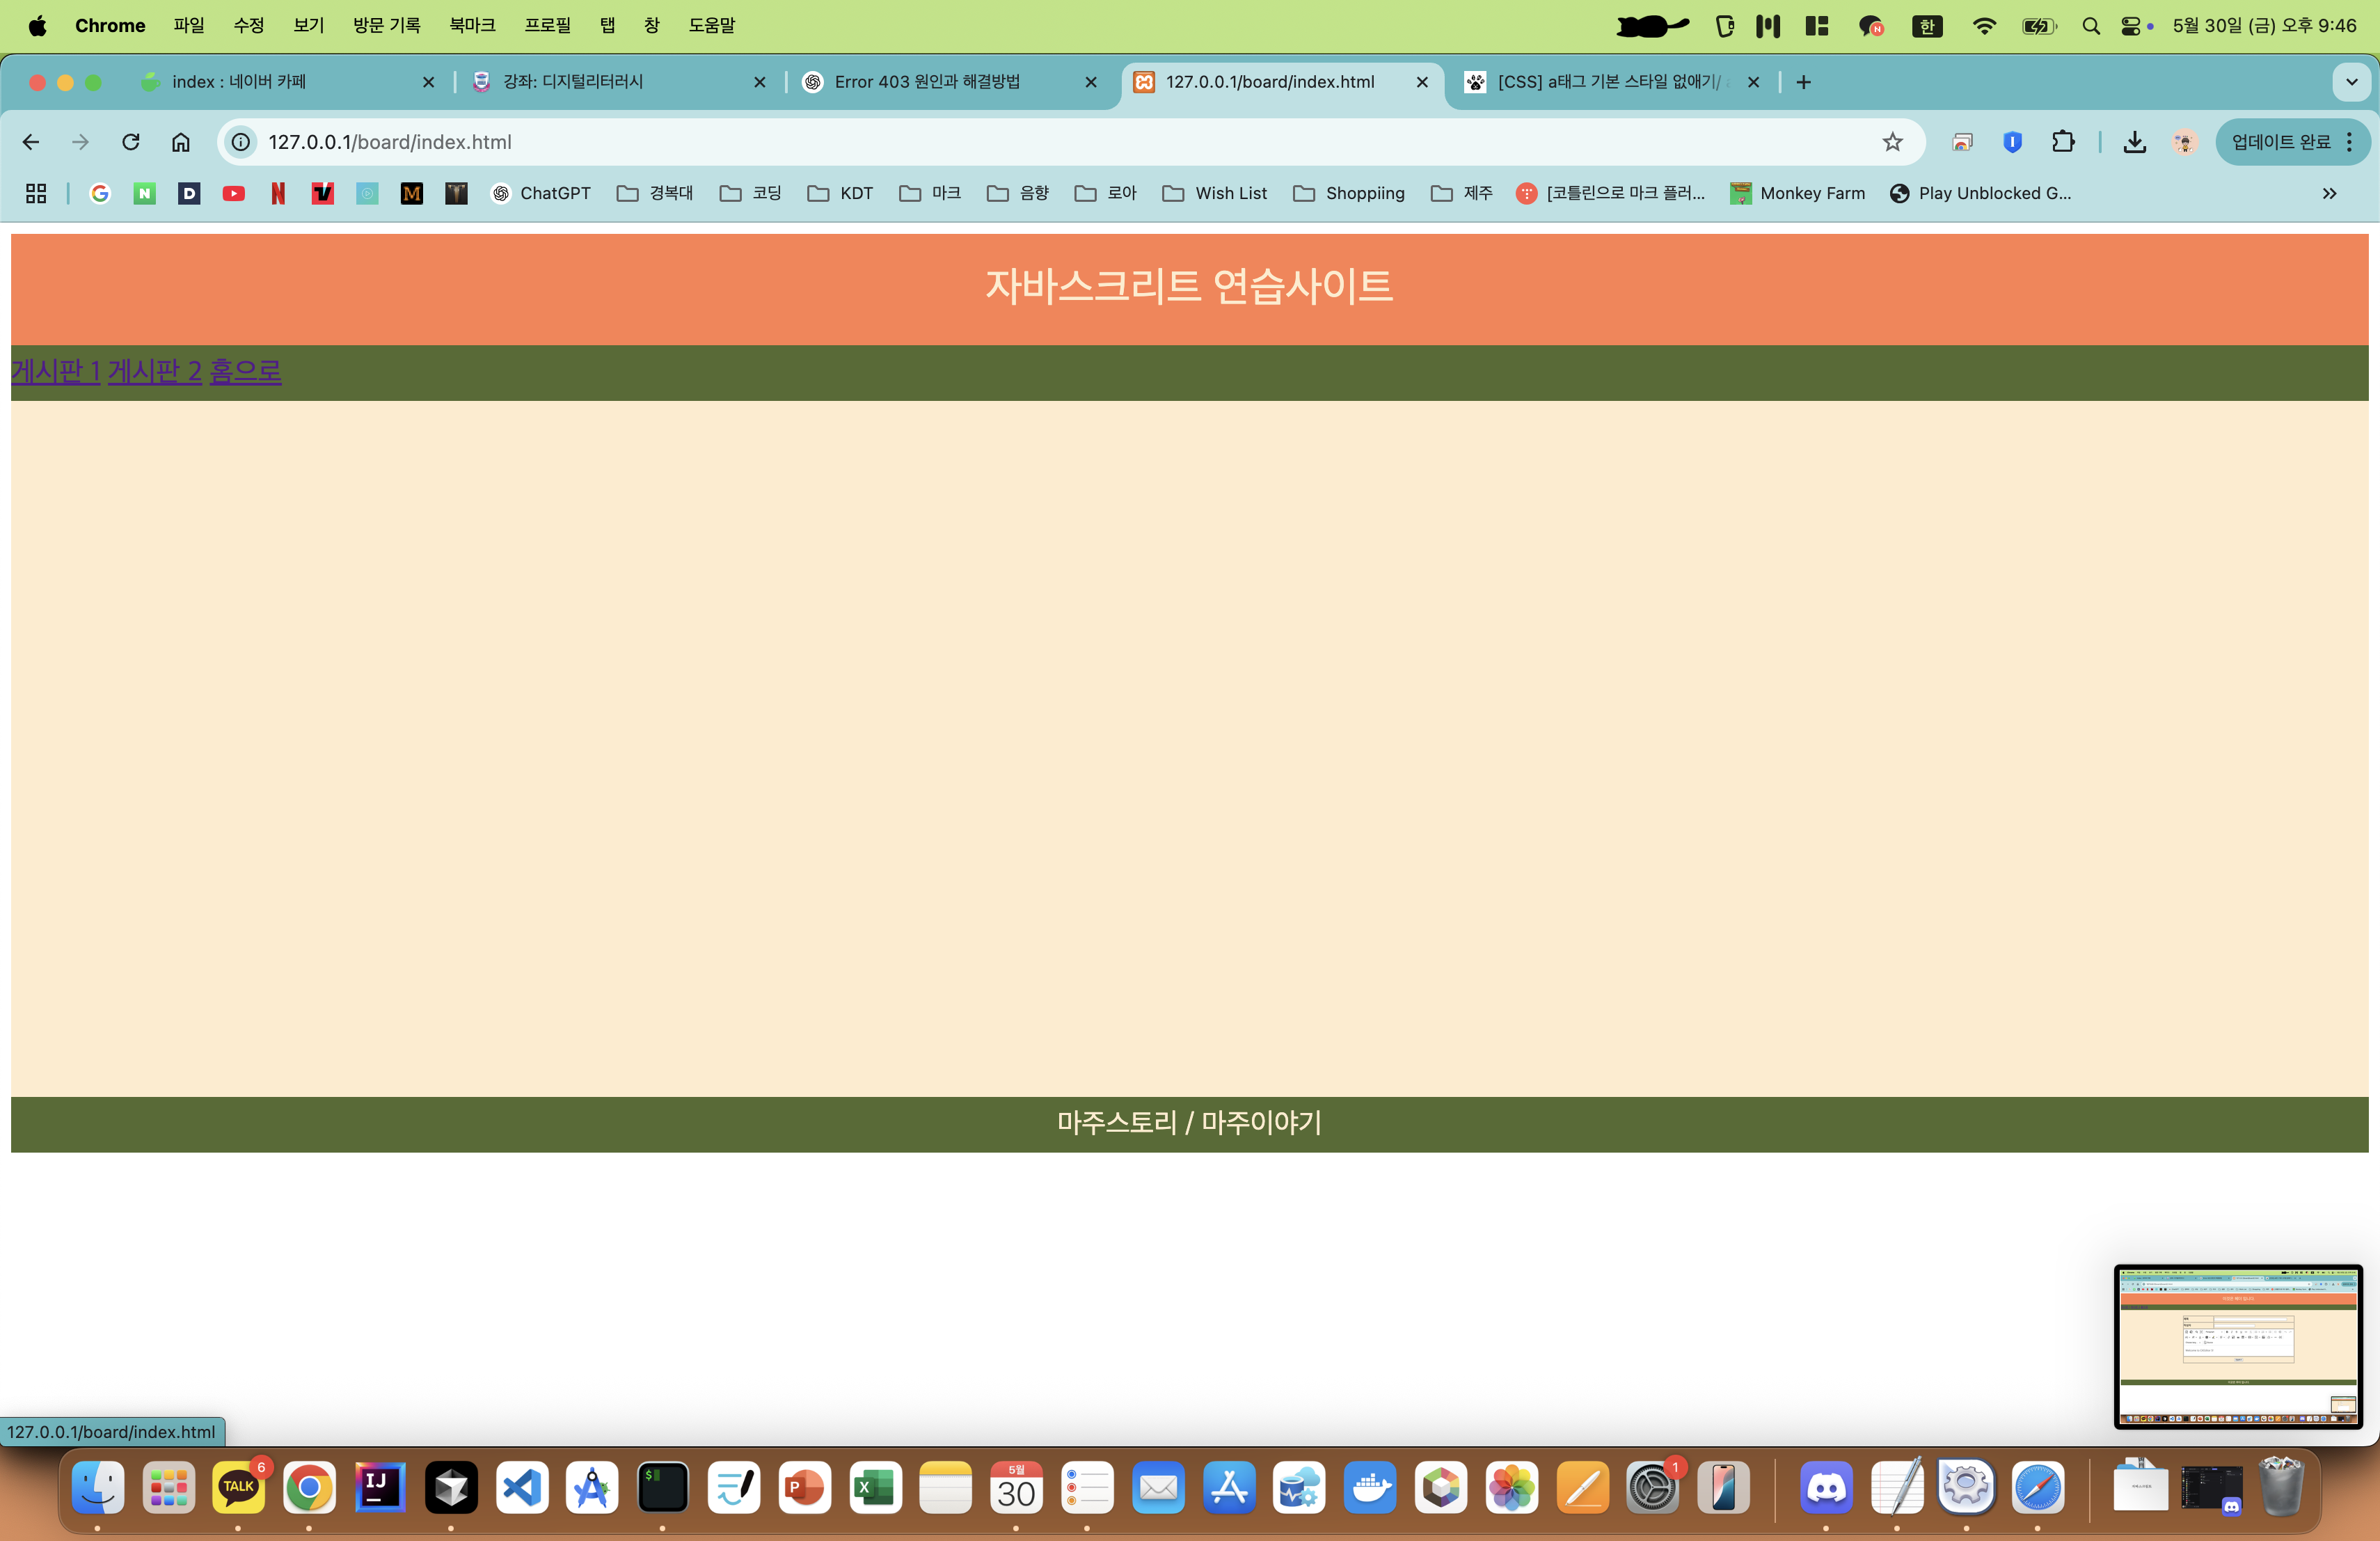 Chrome 파일 수정 보기 방문 기록 북마크 프로필 탭 창 도움말 N 한 5월 30일 (금) 오후 9:46
index : 네이버 카페 강좌: 디지털리터러시 Error 403 원인과 해결방법 127.0.0.1/board/index.html [CSS] a태그 기본 스타일 없애기/
127.0.0.1/board/index.html 업데이트 완료
G N D N M ChatGPT 경복대 코딩 KDT 마크 음향 로아 Wish List Shoppiing 제주 [코틀린으로 마크 플러... Monkey Farm Play Unblocked G...
자바스크리트 연습사이트
게시판 1 게시판 2 홈으로
마주스토리 / 마주이야기
127.0.0.1/board/index.html
TALK 6 IJ $ P X 5월 30 1